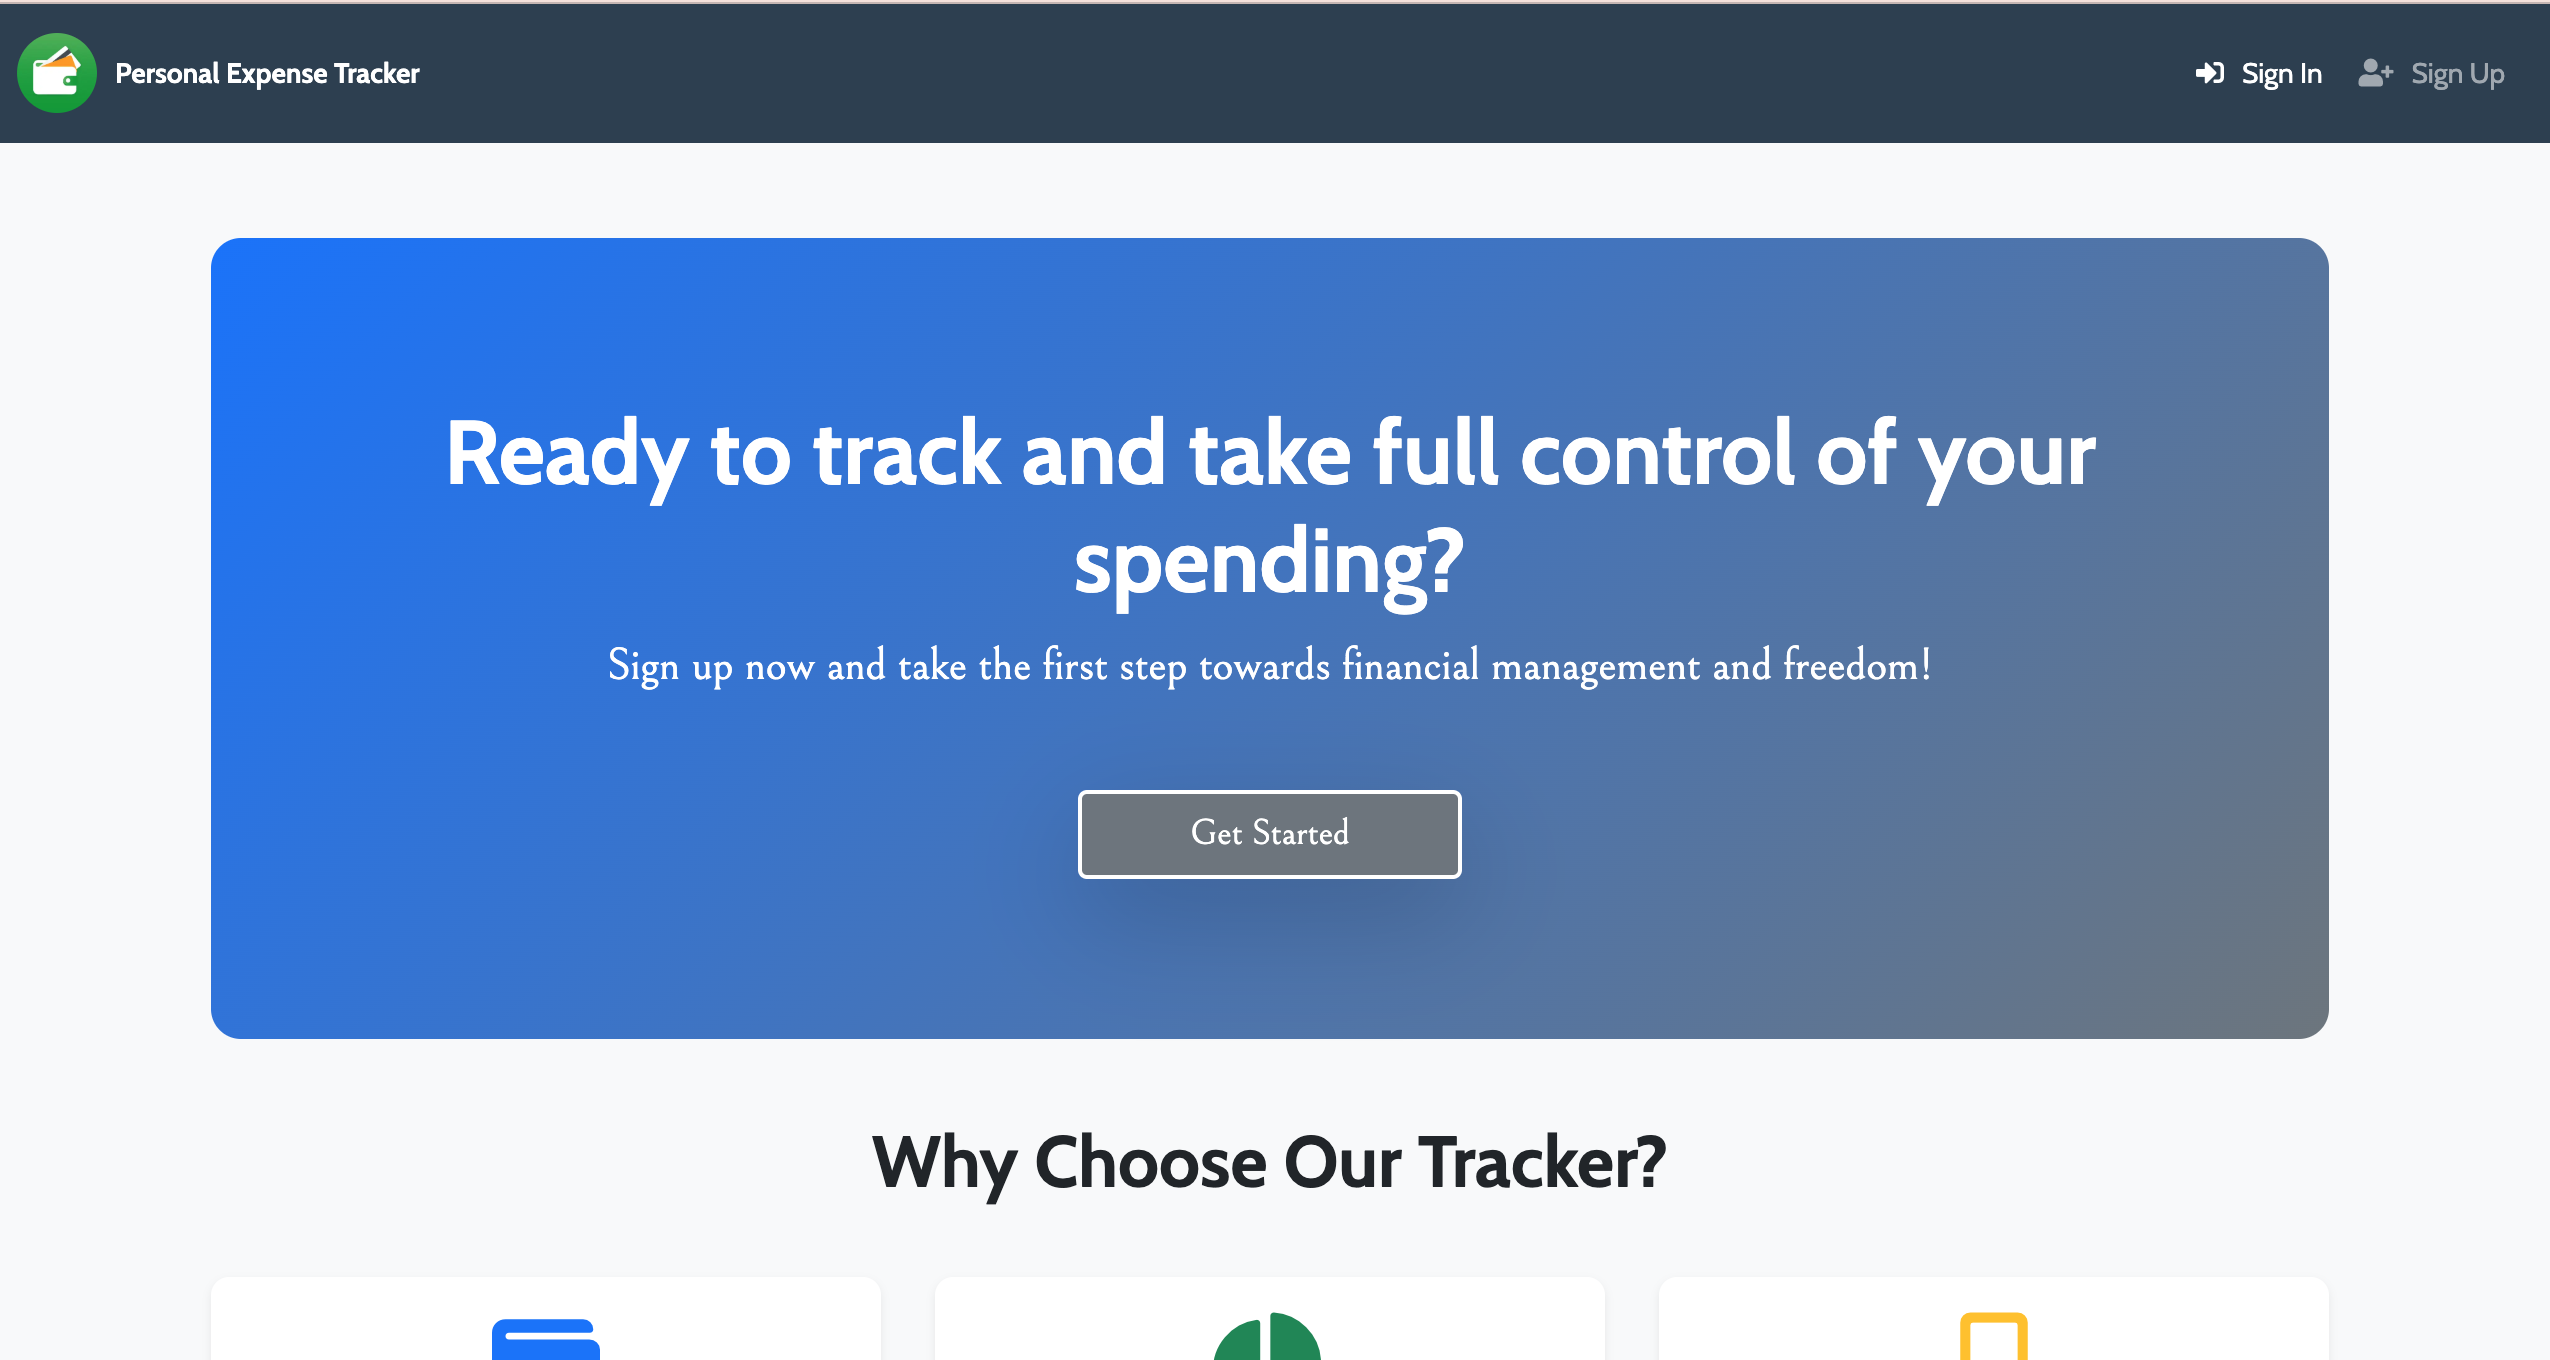 Personal Expense Tracker
Sign In
Sign Up
Ready to track and take full control of your
spending?
Sign up now and take the first step towards financial management and freedom!
Get Started
Why Choose Our Tracker?